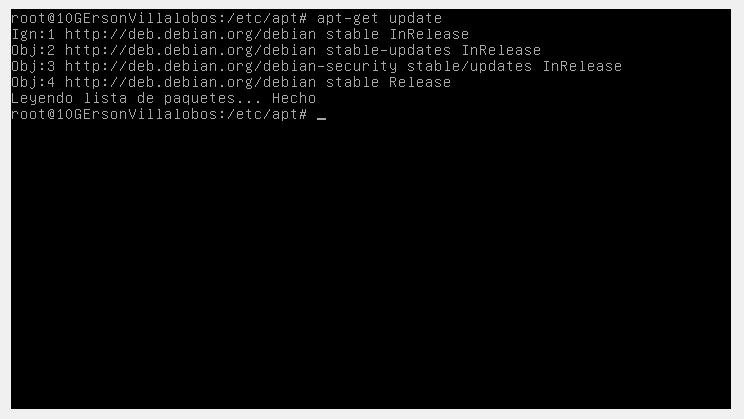 root@10GErsonVillalobos:/etc/apt# apt-get update
Ign:1 http://deb.debian.org/debian stable InRelease
Obj:2 http://deb.debian.org/debian stable-updates InRelease
Obj:3 http://deb.debian.org/debian-security stable/updates InRelease
Obj:4 http://deb.debian.org/debian stable Release
Leyendo lista de paquetes... Hecho
root@10GErsonVillalobos:/etc/apt# _